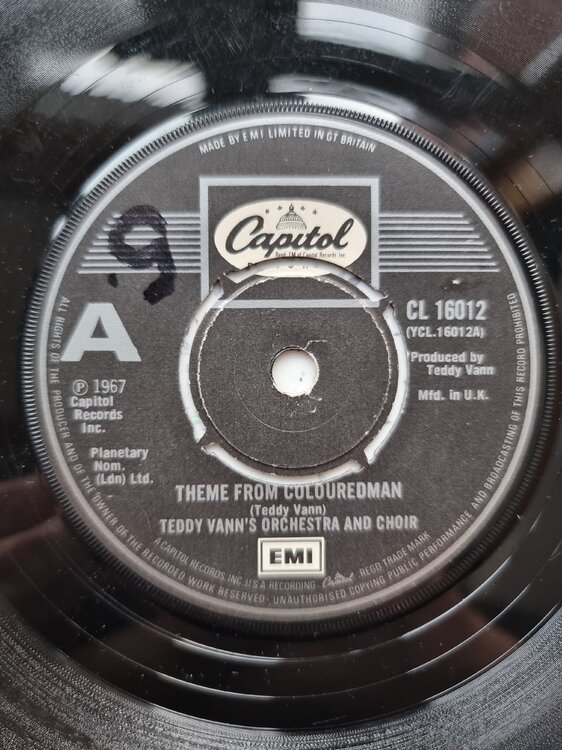 MADE BY EMI LIMITED IN GT BRITAIN
Capitol
Regd. T.M. of Capitol Records, Inc.
6
A
CL 16012
(YCL.16012A)
Produced by
Teddy Vann
Mfd. in U.K.
℗ 1967
Capitol
Records
Inc.
Planetary
Nom.
(Ldn) Ltd.
THEME FROM COLOUREDMAN
(Teddy Vann)
TEDDY VANN'S ORCHESTRA AND CHOIR
EMI
A CAPITOL RECORDS, INC. U S A RECORDING · Capitol REGD TRADE MARK
ALL RIGHTS OF THE PRODUCER AND OF THE OWNER OF THE RECORDED WORK RESERVED · UNAUTHORISED COPYING PUBLIC PERFORMANCE AND BROADCASTING OF THIS RECORD PROHIBITED